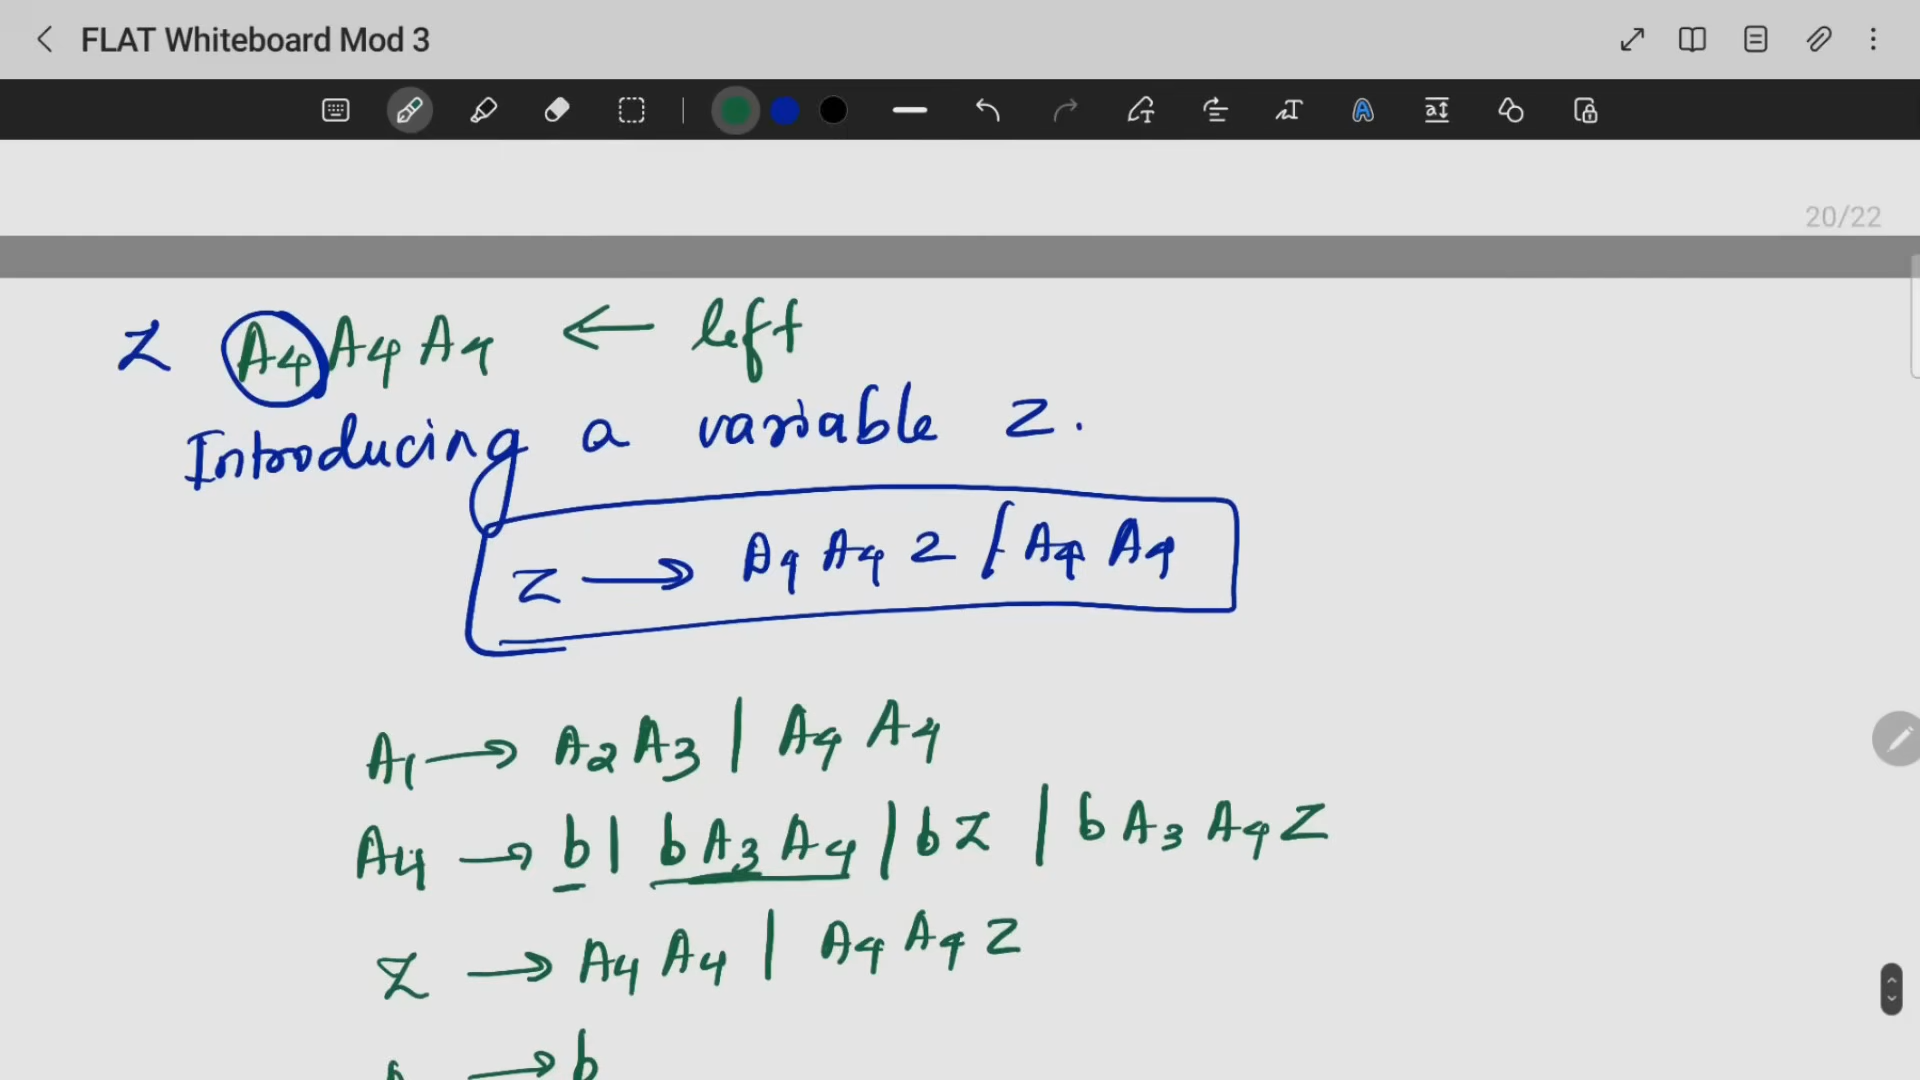 FLAT Whiteboard Mod 3
20/22
Z A4 A4 A4 ← left
Introducing a variable Z.
Z → A4 A4 Z | A4 A4
A1 → A2 A3 | A4 A4
A4 → b | b A3 A4 | b Z | b A3 A4 Z
Z → A4 A4 | A4 A4 Z
→ b